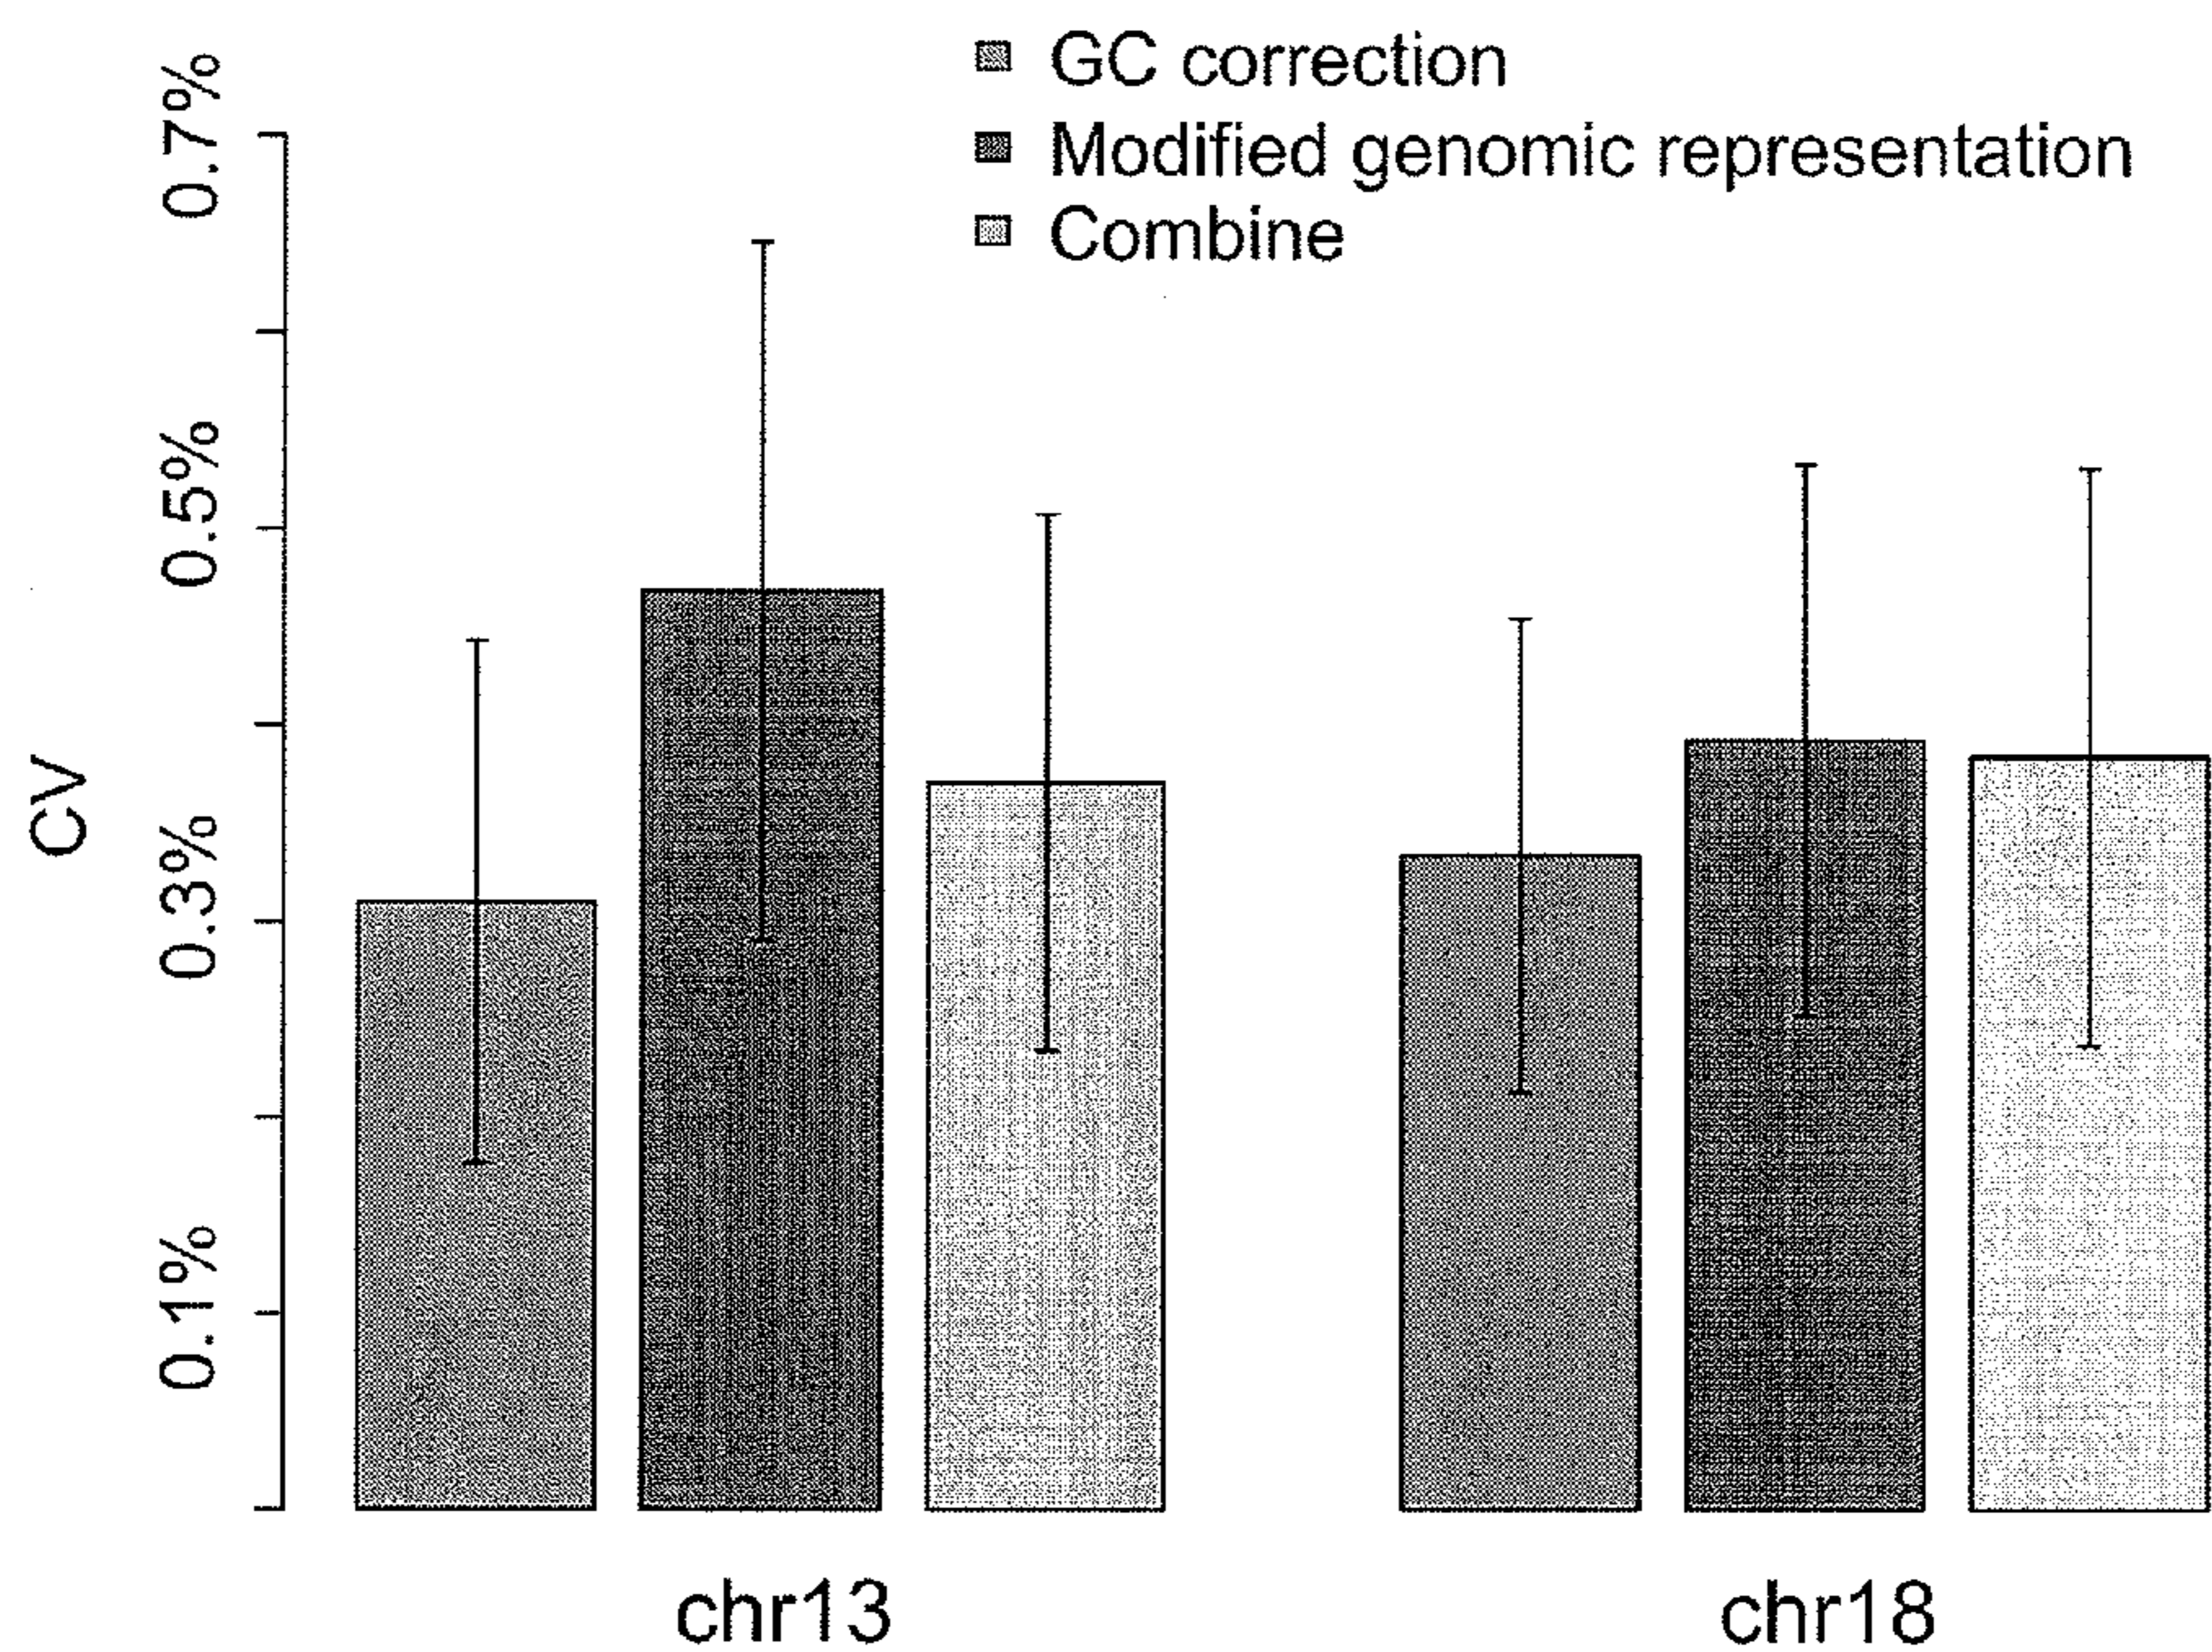 GC correction
Modified genomic representation
Combine
0.7%
0.5%
0.3%
0.1%
CV
chr13
chr18